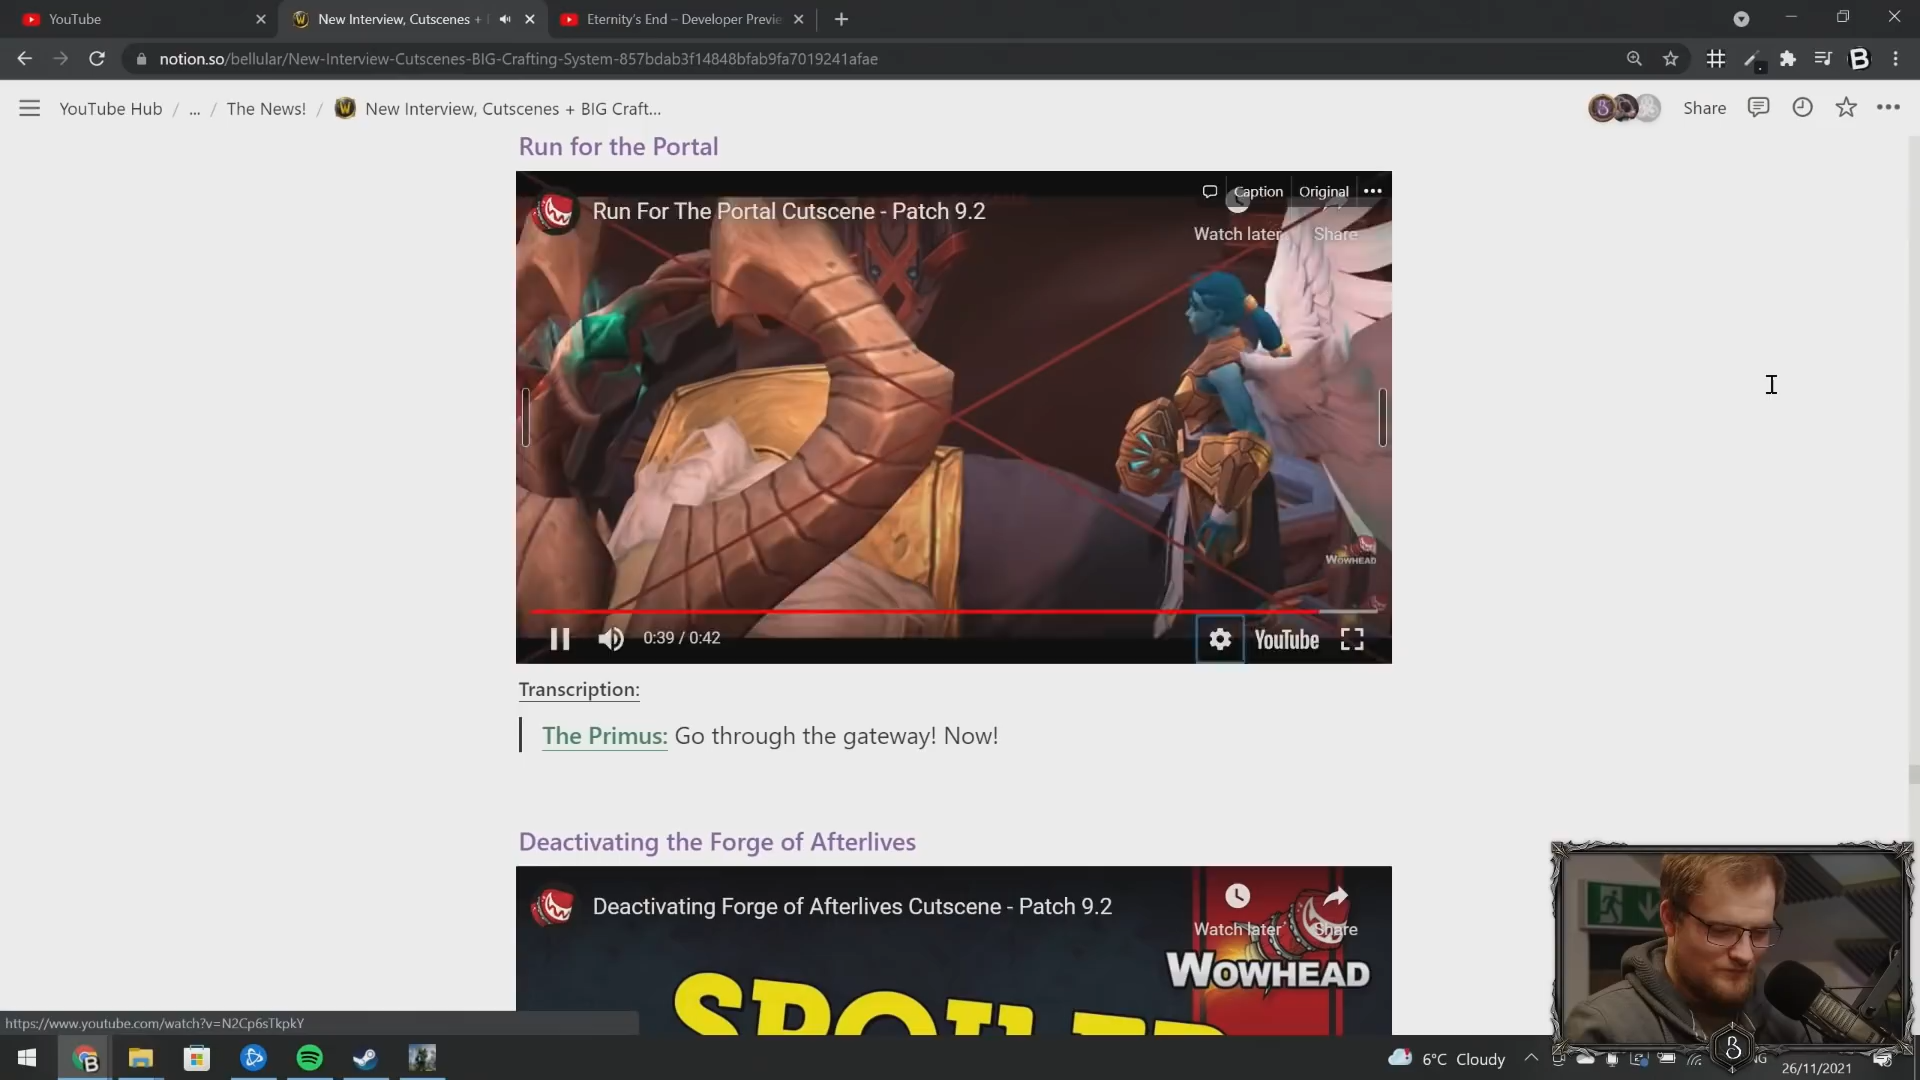 YouTube
New Interview, Cutscenes +
Eternity's End – Developer Previe
notion.so/bellular/New-Interview-Cutscenes-BIG-Crafting-System-857bdab3f14848bfab9fa7019241afae
YouTube Hub / ... / The News! / New Interview, Cutscenes + BIG Craft...
Share
Run for the Portal
Caption Original
Run For The Portal Cutscene - Patch 9.2
Watch later Share
WOWHEAD
0:39 / 0:42
YouTube
Transcription:
The Primus: Go through the gateway! Now!
Deactivating the Forge of Afterlives
Deactivating Forge of Afterlives Cutscene - Patch 9.2
Watch later Share
WOWHEAD
SPOILER
https://www.youtube.com/watch?v=N2Cp6sTkpkY
6°C Cloudy
26/11/2021